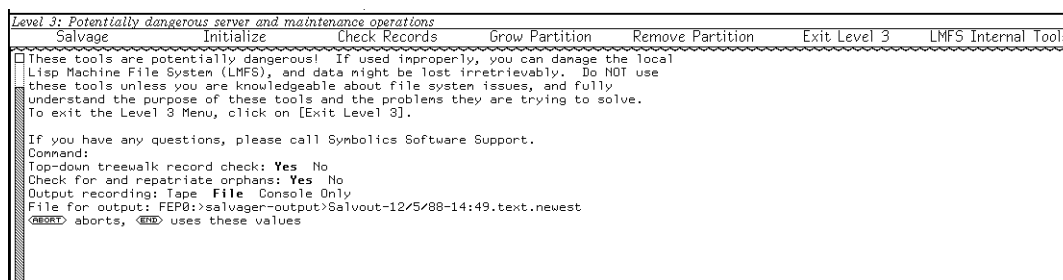 Level 3: Potentially dangerous server and maintenance operations
Salvage Initialize Check Records Grow Partition Remove Partition Exit Level 3 LMFS Internal Tools
These tools are potentially dangerous! If used improperly, you can damage the local
Lisp Machine File System (LMFS), and data might be lost irretrievably. Do NOT use
these tools unless you are knowledgeable about file system issues, and fully
understand the purpose of these tools and the problems they are trying to solve.
To exit the Level 3 Menu, click on [Exit Level 3].
If you have any questions, please call Symbolics Software Support.
Command:
Top-down treewalk record check: Yes No
Check for and repatriate orphans: Yes No
Output recording: Tape File Console Only
File for output: FEP0:>salvager-output>Salvout-12/5/88-14:49.text.newest
ABORT aborts, END uses these values